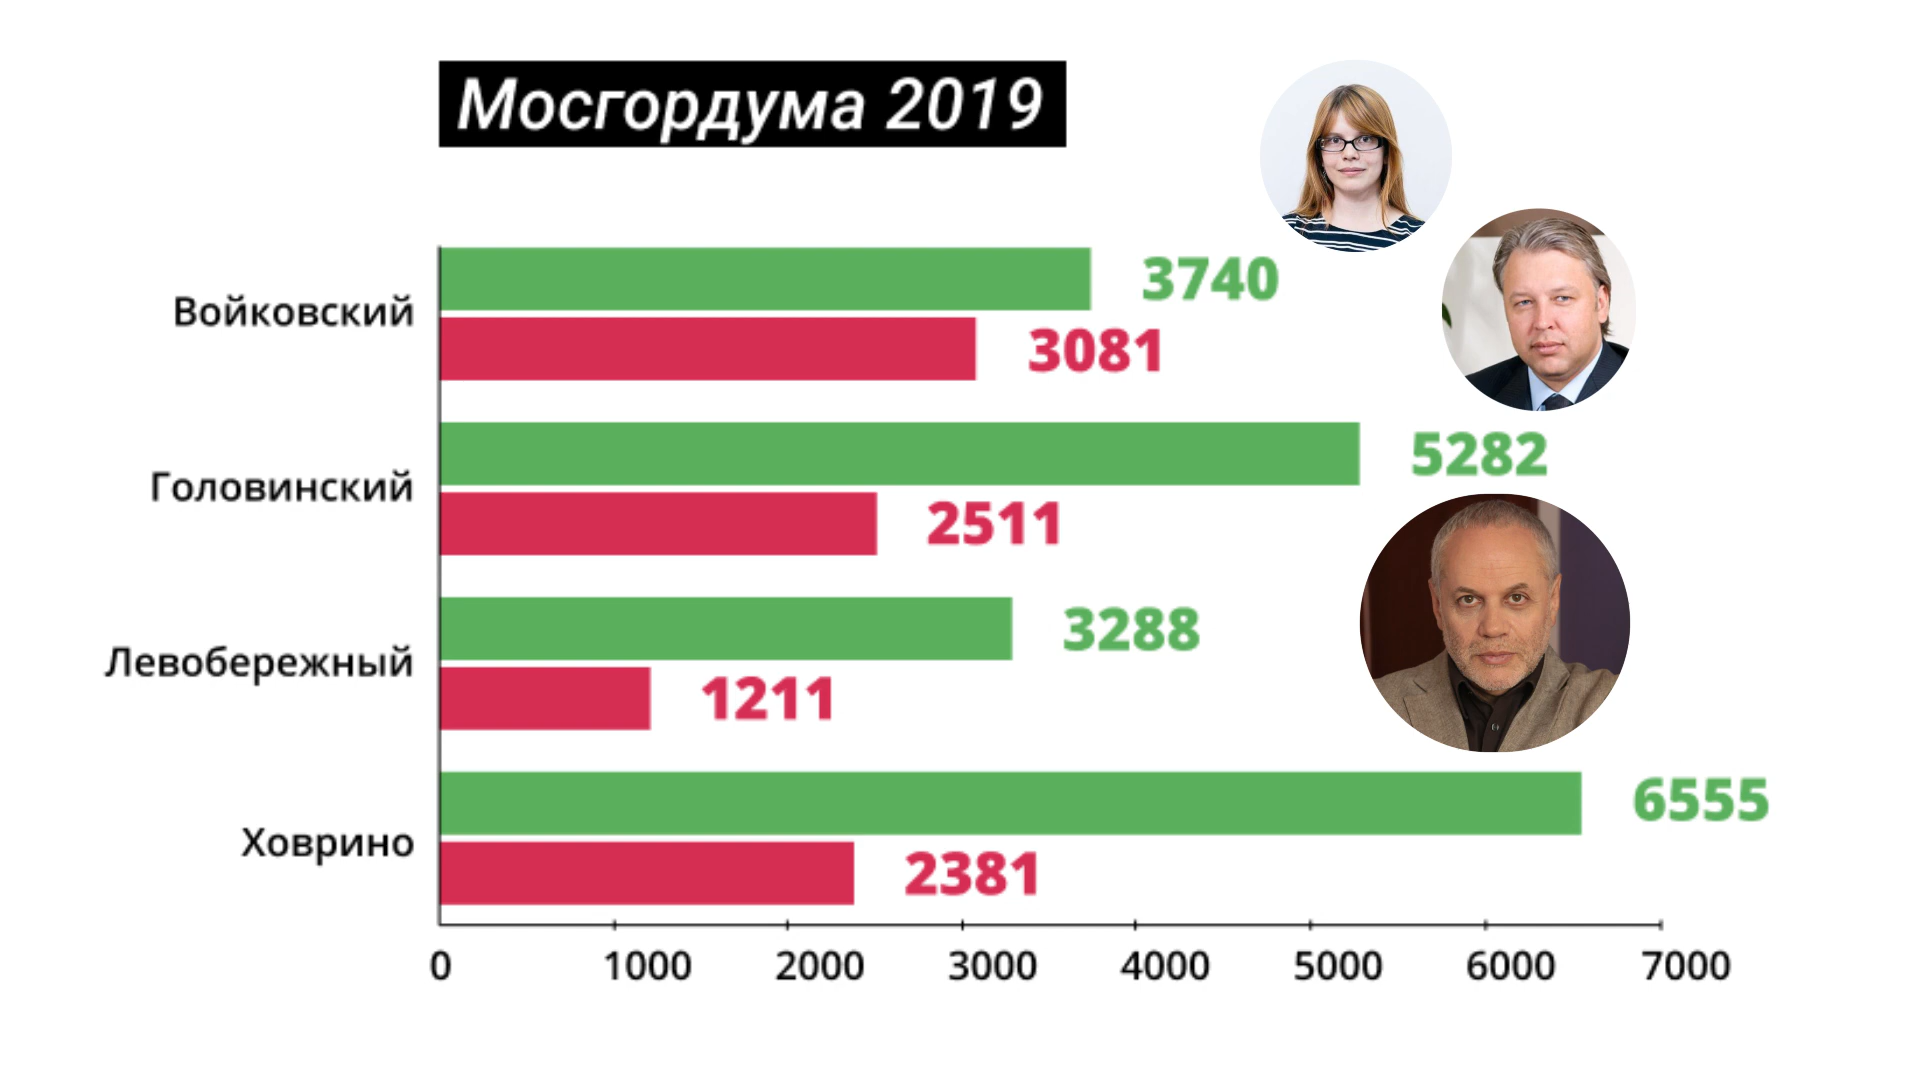 Мосгордума 2019
Войковский
3740
3081
Головинский
5282
2511
Левобережный
3288
1211
Ховрино
6555
2381
0 1000 2000 3000 4000 5000 6000 7000